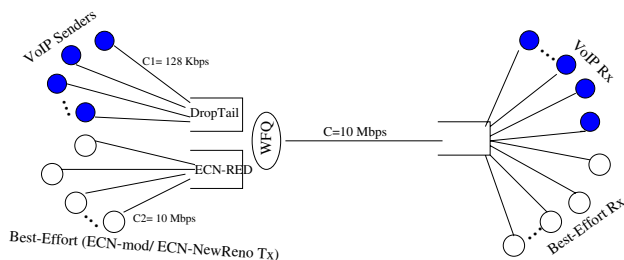 VoIP Senders
C1= 128 Kbps
DropTail
WFQ
C=10 Mbps
VoIP Rx
ECN-RED
C2= 10 Mbps
Best-Effort (ECN-mod/ ECN-NewReno Tx)
Best-Effort Rx